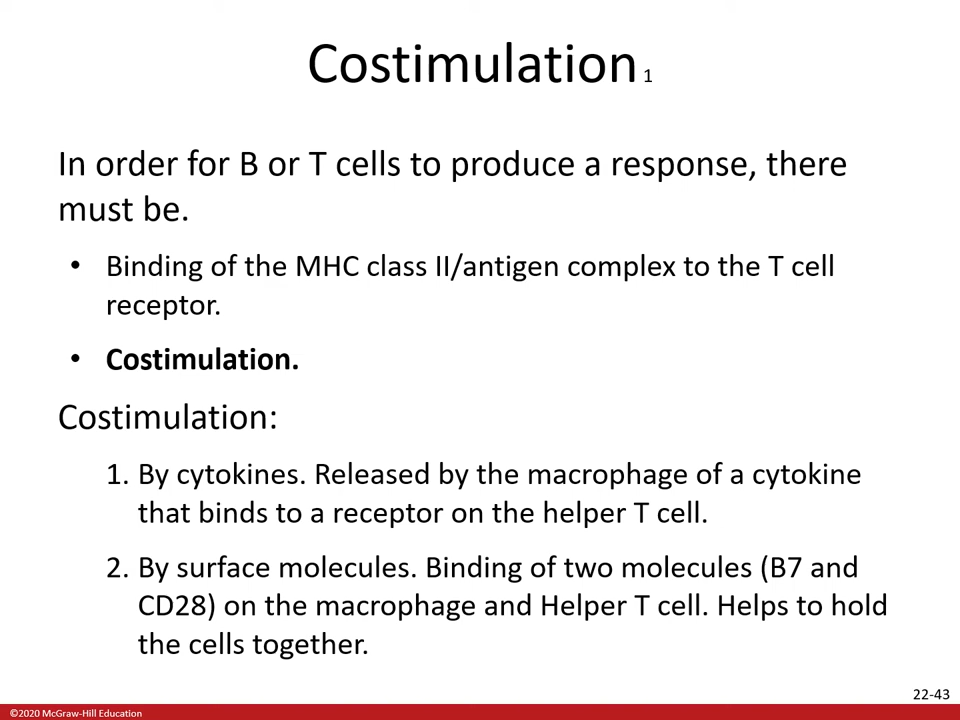 Costimulation 1
In order for B or T cells to produce a response, there
must be.
• Binding of the MHC class II/antigen complex to the T cell
receptor.
• Costimulation.
Costimulation:
1. By cytokines. Released by the macrophage of a cytokine
that binds to a receptor on the helper T cell.
2. By surface molecules. Binding of two molecules (B7 and
CD28) on the macrophage and Helper T cell. Helps to hold
the cells together.
22-43
©2020 McGraw-Hill Education